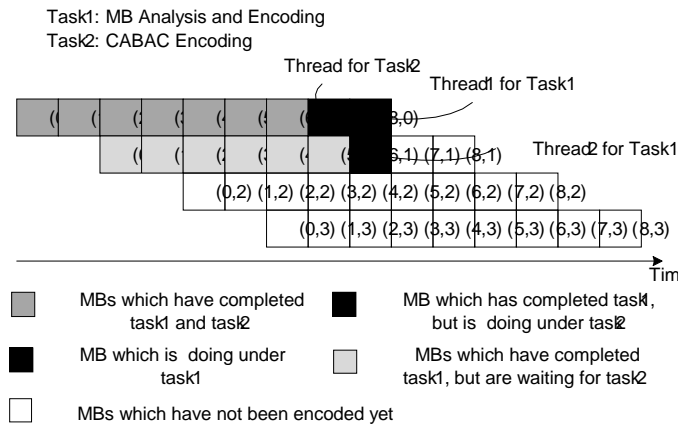 Task1: MB Analysis and Encoding
Task2: CABAC Encoding
Thread for Task2
Thread1 for Task1
8,0)
6,1) (7,1) (8,1)
Thread2 for Task1
(0,2) (1,2) (2,2) (3,2) (4,2) (5,2) (6,2) (7,2) (8,2)
(0,3) (1,3) (2,3) (3,3) (4,3) (5,3) (6,3) (7,3) (8,3)
Tim
MBs which have completed
task1 and task2
MB which has completed task1,
but is doing under task2
MB which is doing under
task1
MBs which have completed
task1, but are waiting for task2
MBs which have not been encoded yet